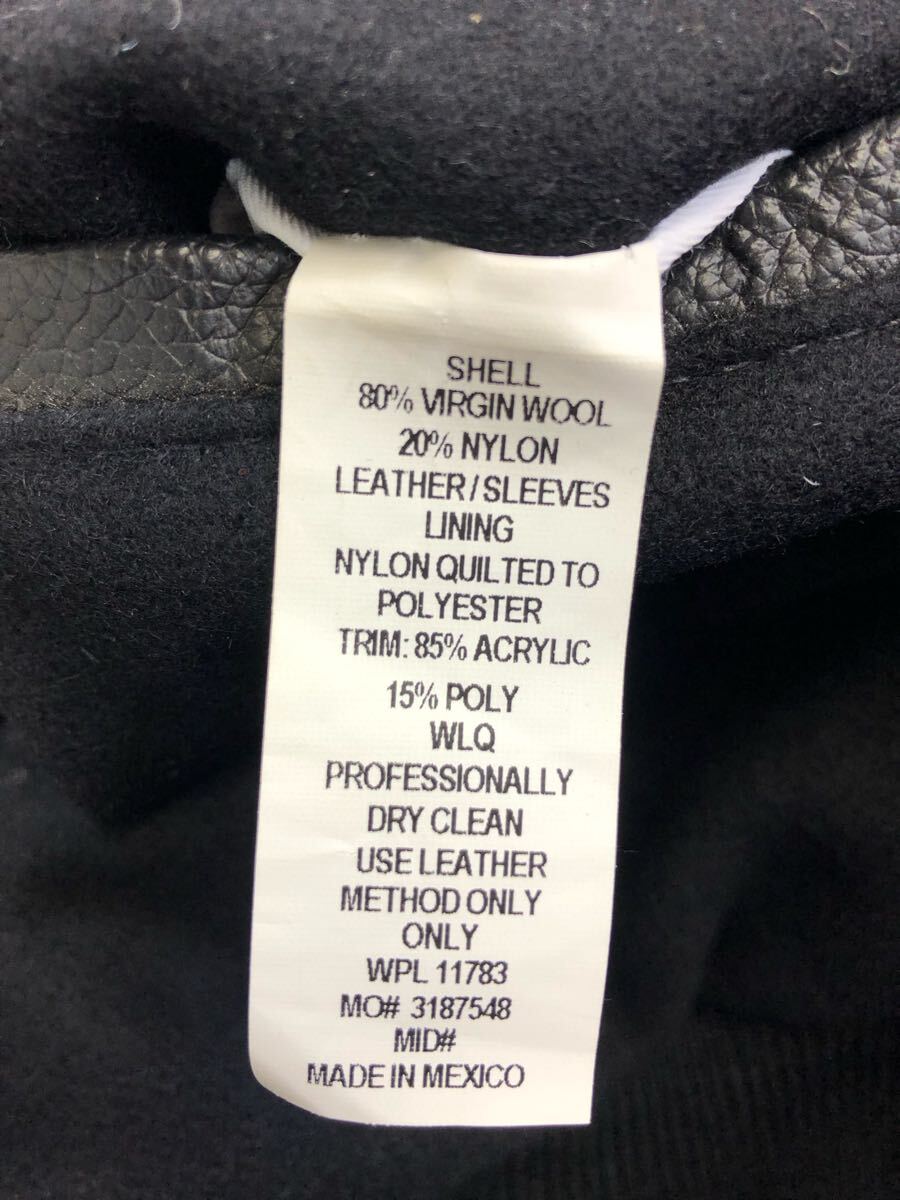 SHELL
80% VIRGIN WOOL
20% NYLON
LEATHER/SLEEVES
LINING
NYLON QUILTED TO
POLYESTER
TRIM: 85% ACRYLIC
15% POLY
WLQ
PROFESSIONALLY
DRY CLEAN
USE LEATHER
METHOD ONLY
ONLY
WPL 11783
MO# 3187548
MID#
MADE IN MEXICO